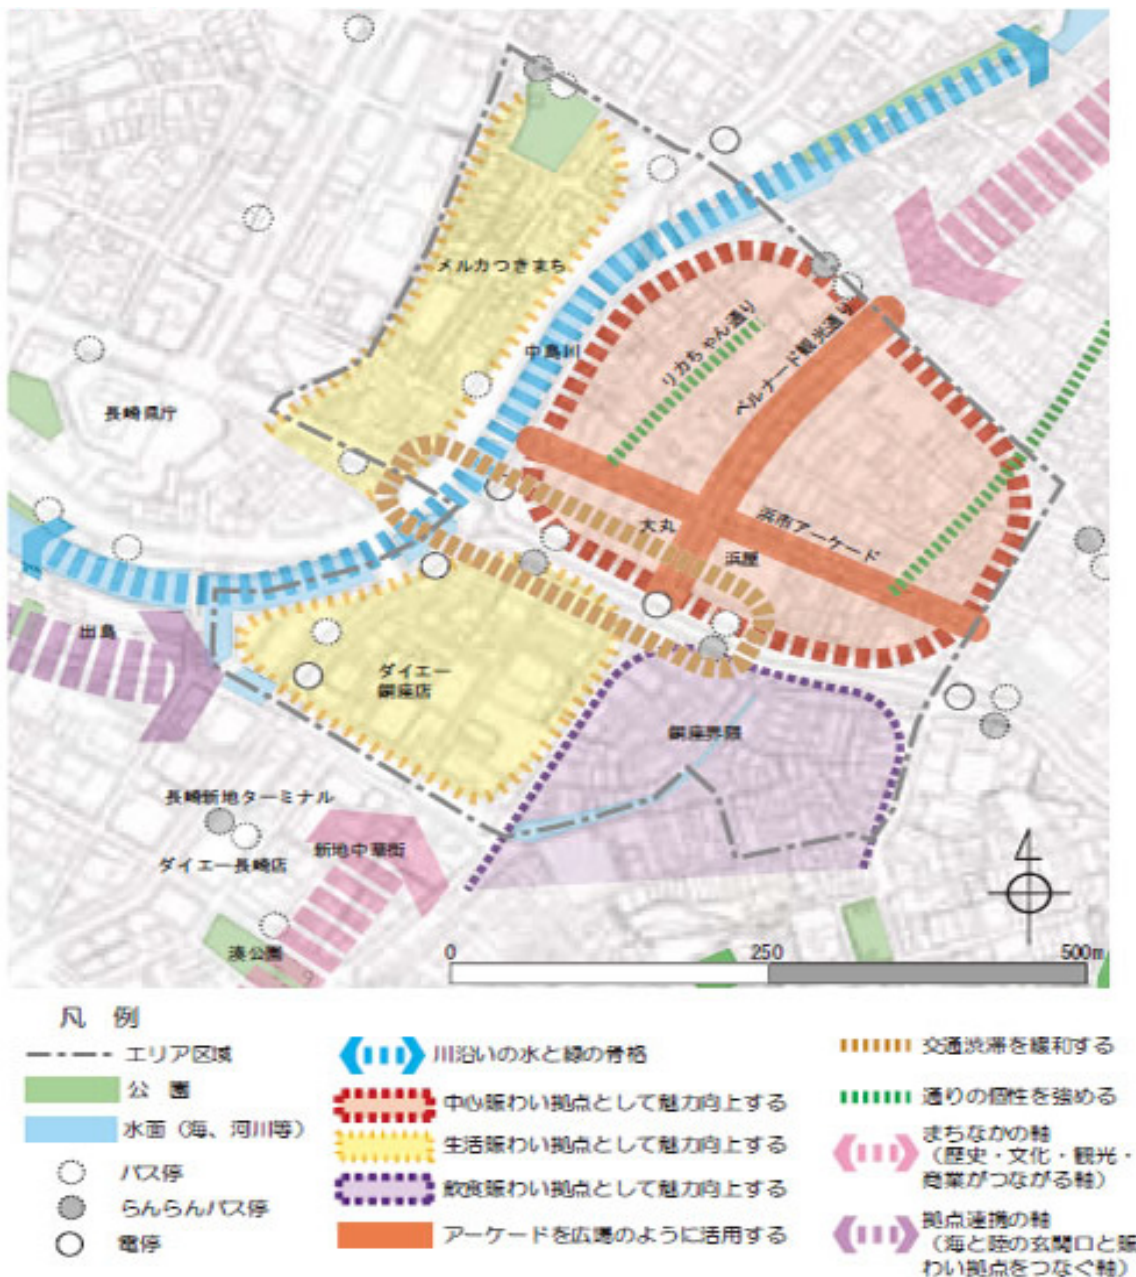 メルカつきまち
中島川
リカちゃん通り
ベルナード観光通り
長崎県庁
大丸
浜市アーケード
浜屋
出島
ダイエー
銅座店
銅座界隈
長崎新地ターミナル
新地中華街
ダイエー長崎店
湊公園
0
250
500m
凡 例
エリア区域
公 園
水面（海、河川等）
バス停
らんらんバス停
電停
川沿いの水と緑の骨格
中心賑わい拠点として魅力向上する
生活賑わい拠点として魅力向上する
飲食賑わい拠点として魅力向上する
アーケードを広場のように活用する
交通渋滞を緩和する
通りの個性を強める
まちなかの軸
（歴史・文化・観光・
商業がつながる軸）
拠点連携の軸
（海と陸の玄関口と賑
わい拠点をつなぐ軸）